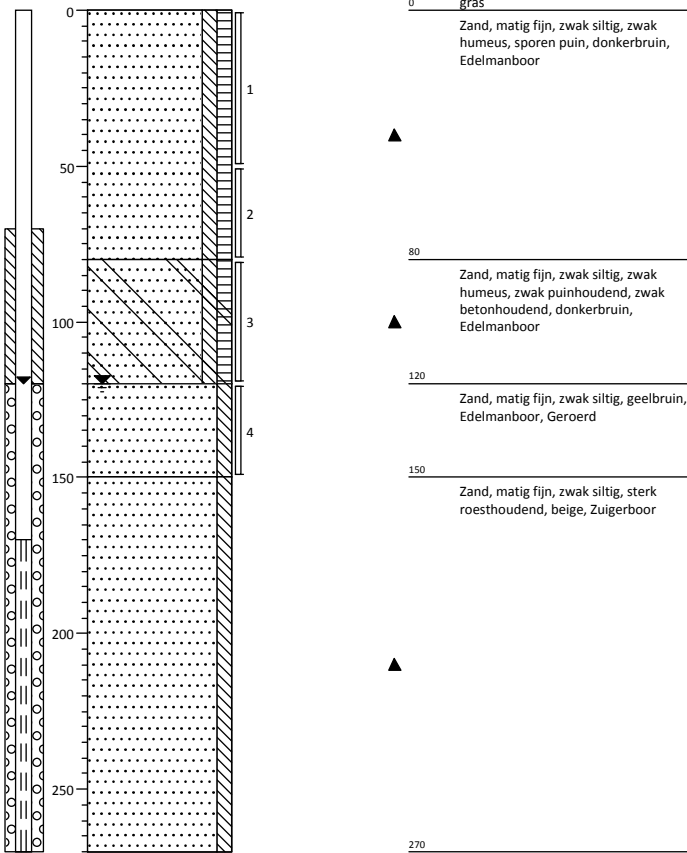 0
50
100
150
200
250
1
2
3
4
0
gras
Zand, matig fijn, zwak siltig, zwak
humeus, sporen puin, donkerbruin,
Edelmanboor
80
Zand, matig fijn, zwak siltig, zwak
humeus, zwak puinhoudend, zwak
betonhoudend, donkerbruin,
Edelmanboor
120
Zand, matig fijn, zwak siltig, geelbruin,
Edelmanboor, Geroerd
150
Zand, matig fijn, zwak siltig, sterk
roesthoudend, beige, Zuigerboor
270